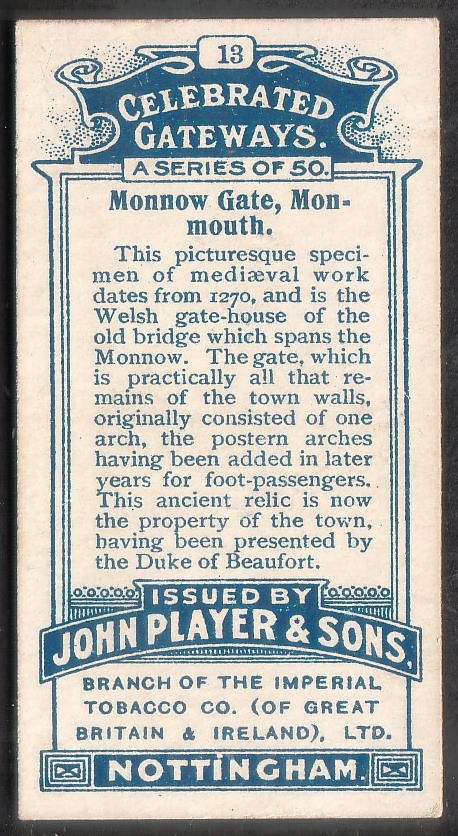 13
CELEBRATED
GATEWAYS.
A SERIES OF 50.
Monnow Gate, Mon-
mouth.
This picturesque speci-
men of mediæval work
dates from 1270, and is the
Welsh gate-house of the
old bridge which spans the
Monnow. The gate, which
is practically all that re-
mains of the town walls,
originally consisted of one
arch, the postern arches
having been added in later
years for foot-passengers.
This ancient relic is now
the property of the town,
having been presented by
the Duke of Beaufort.
ISSUED BY
JOHN PLAYER & SONS.
BRANCH OF THE IMPERIAL
TOBACCO CO. (OF GREAT
BRITAIN & IRELAND), LTD.
NOTTINGHAM.